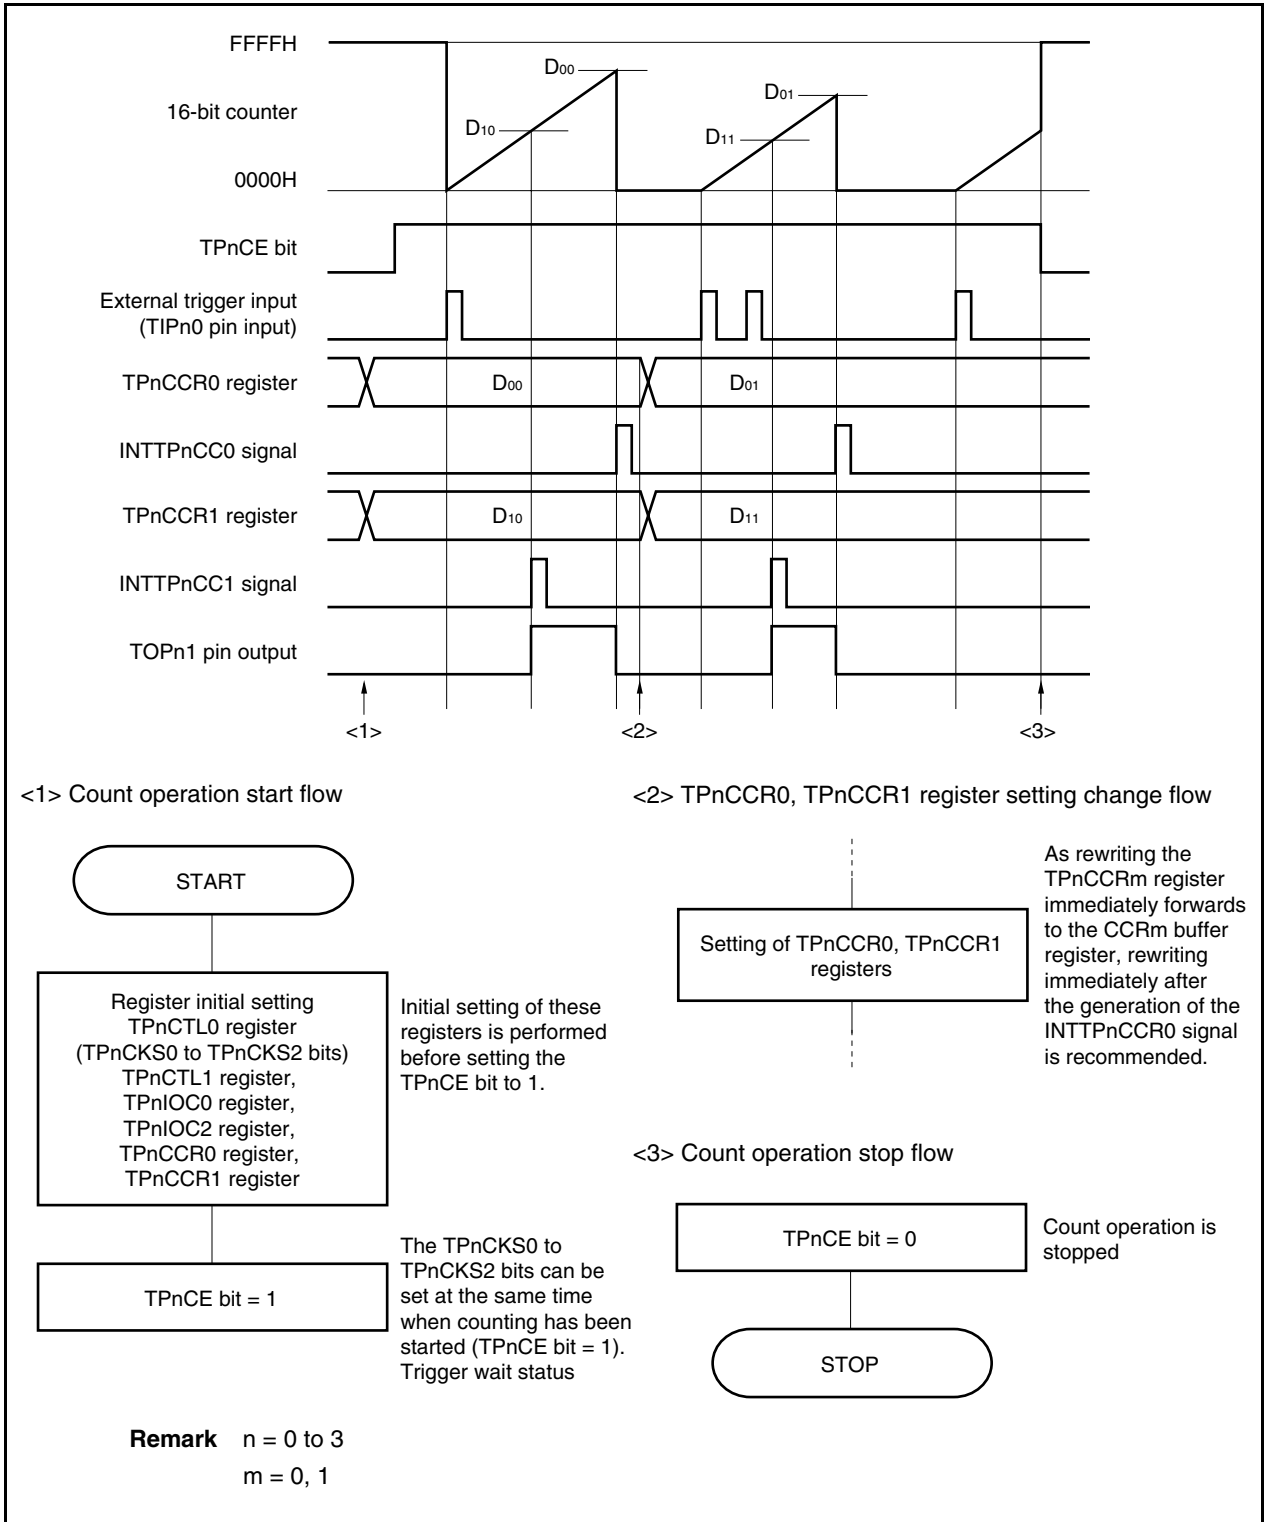 FFFFH
D00
D01
16-bit counter
D10
D11
0000H
TPnCE bit
External trigger input
(TIPn0 pin input)
TPnCCR0 register
D00
D01
INTTPnCC0 signal
TPnCCR1 register
D10
D11
INTTPnCC1 signal
TOPn1 pin output
<1>
<2>
<3>
<1> Count operation start flow
START
Register initial setting
TPnCTL0 register
(TPnCKS0 to TPnCKS2 bits)
TPnCTL1 register,
TPnIOC0 register,
TPnIOC2 register,
TPnCCR0 register,
TPnCCR1 register
Initial setting of these
registers is performed
before setting the
TPnCE bit to 1.
TPnCE bit = 1
The TPnCKS0 to
TPnCKS2 bits can be
set at the same time
when counting has been
started (TPnCE bit = 1).
Trigger wait status
<2> TPnCCR0, TPnCCR1 register setting change flow
Setting of TPnCCR0, TPnCCR1
registers
As rewriting the
TPnCCRm register
immediately forwards
to the CCRm buffer
register, rewriting
immediately after
the generation of the
INTTPnCCR0 signal
is recommended.
<3> Count operation stop flow
TPnCE bit = 0
Count operation is
stopped
STOP
Remark n = 0 to 3
m = 0, 1